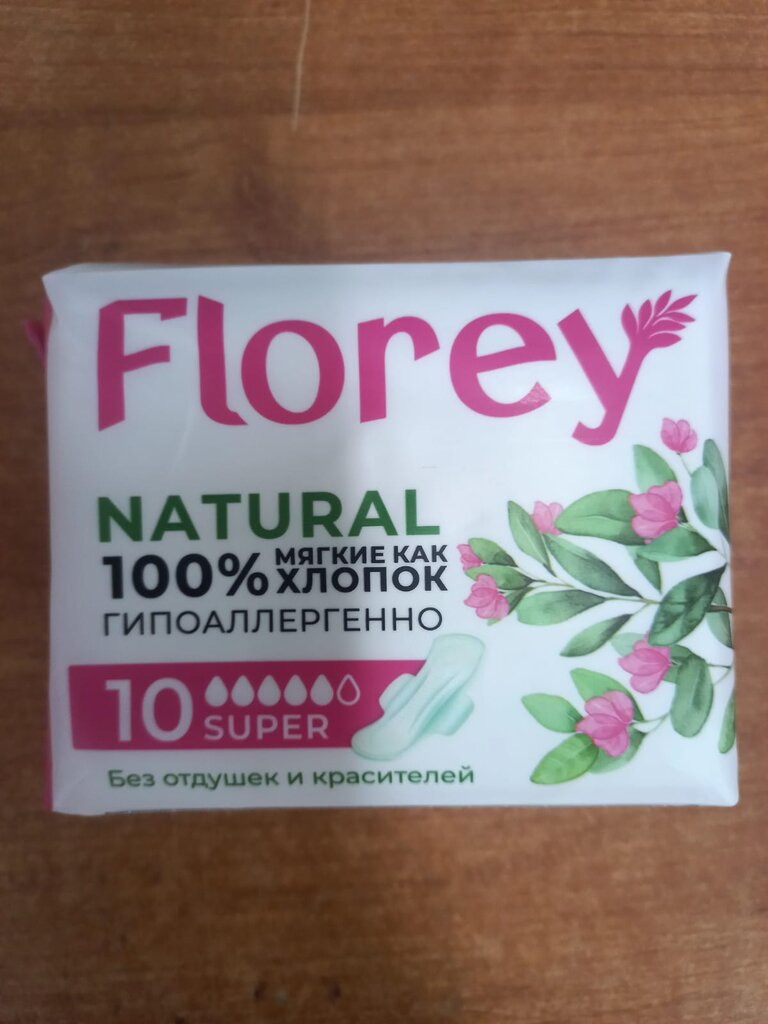 Florey
NATURAL
100% МЯГКИЕ КАК
ХЛОПОК
ГИПОАЛЛЕРГЕННО
10 SUPER
Без отдушек и красителей